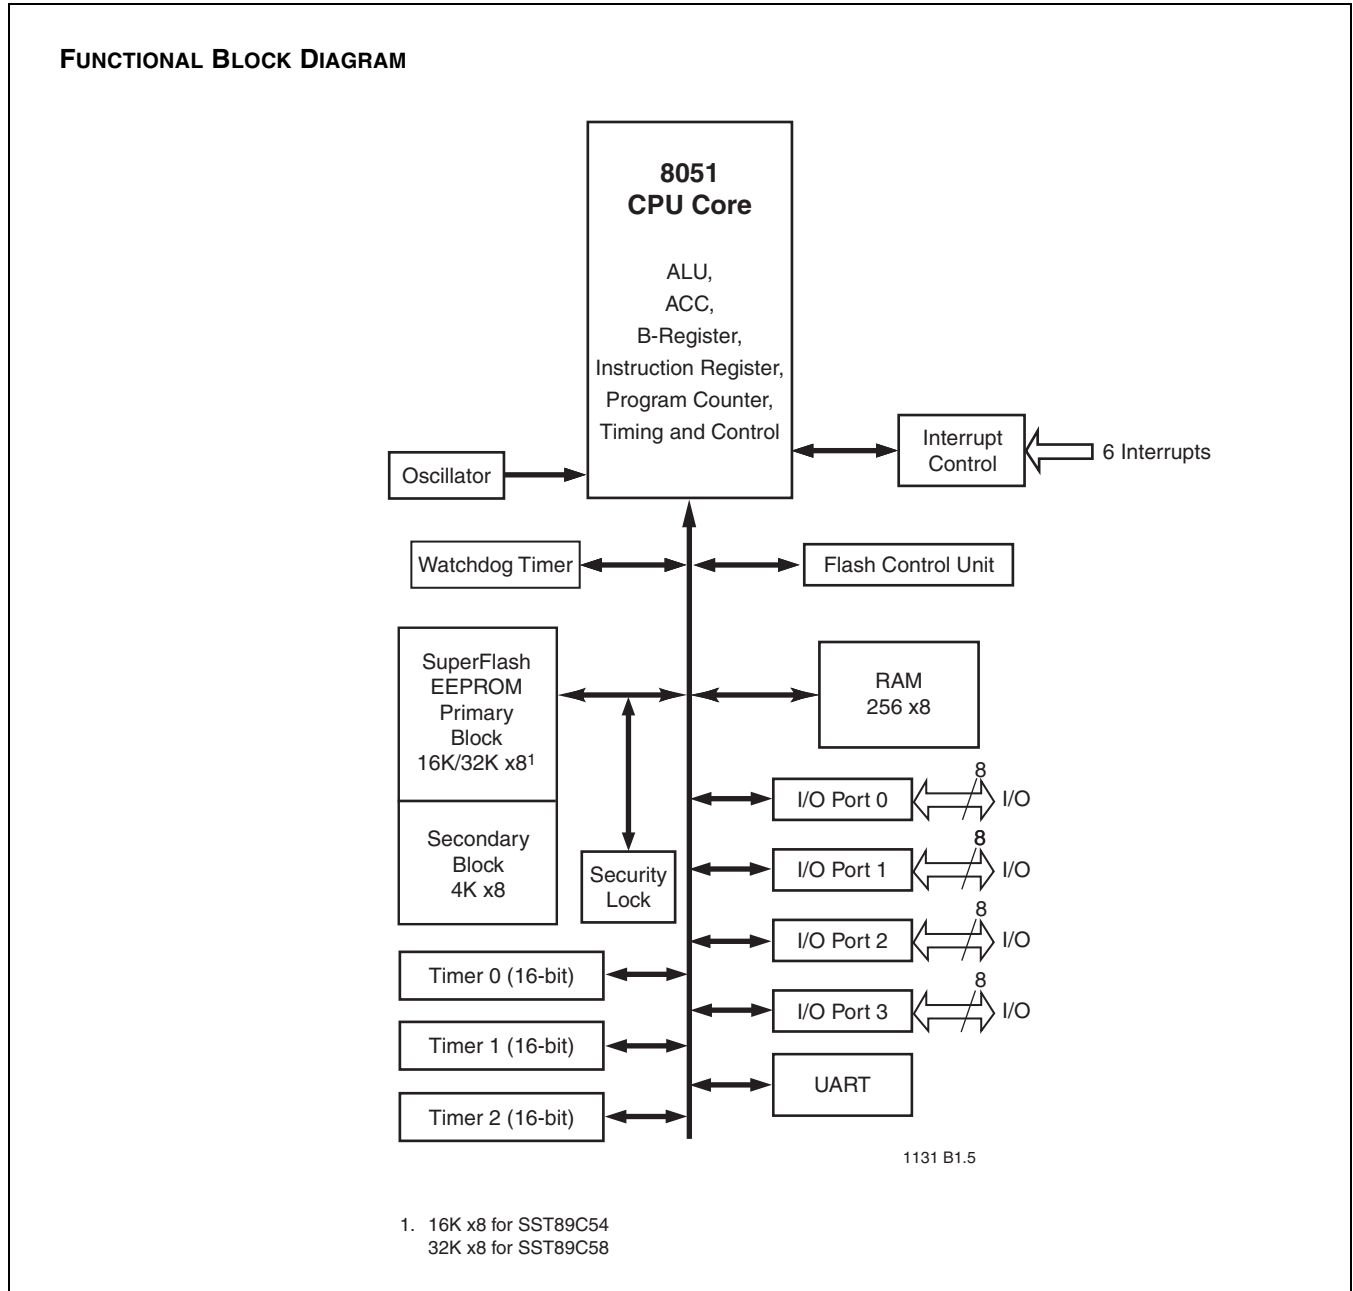 FUNCTIONAL BLOCK DIAGRAM
8051
CPU Core
ALU,
ACC,
B-Register,
Instruction Register,
Program Counter,
Timing and Control
Oscillator
Interrupt
Control
6 Interrupts
Watchdog Timer
Flash Control Unit
SuperFlash
EEPROM
Primary
Block
16K/32K x8¹
RAM
256 x8
Secondary
Block
4K x8
Security
Lock
I/O Port 0
8
I/O
I/O Port 1
8
I/O
I/O Port 2
8
I/O
I/O Port 3
8
I/O
Timer 0 (16-bit)
Timer 1 (16-bit)
Timer 2 (16-bit)
UART
1131 B1.5
1. 16K x8 for SST89C54
32K x8 for SST89C58